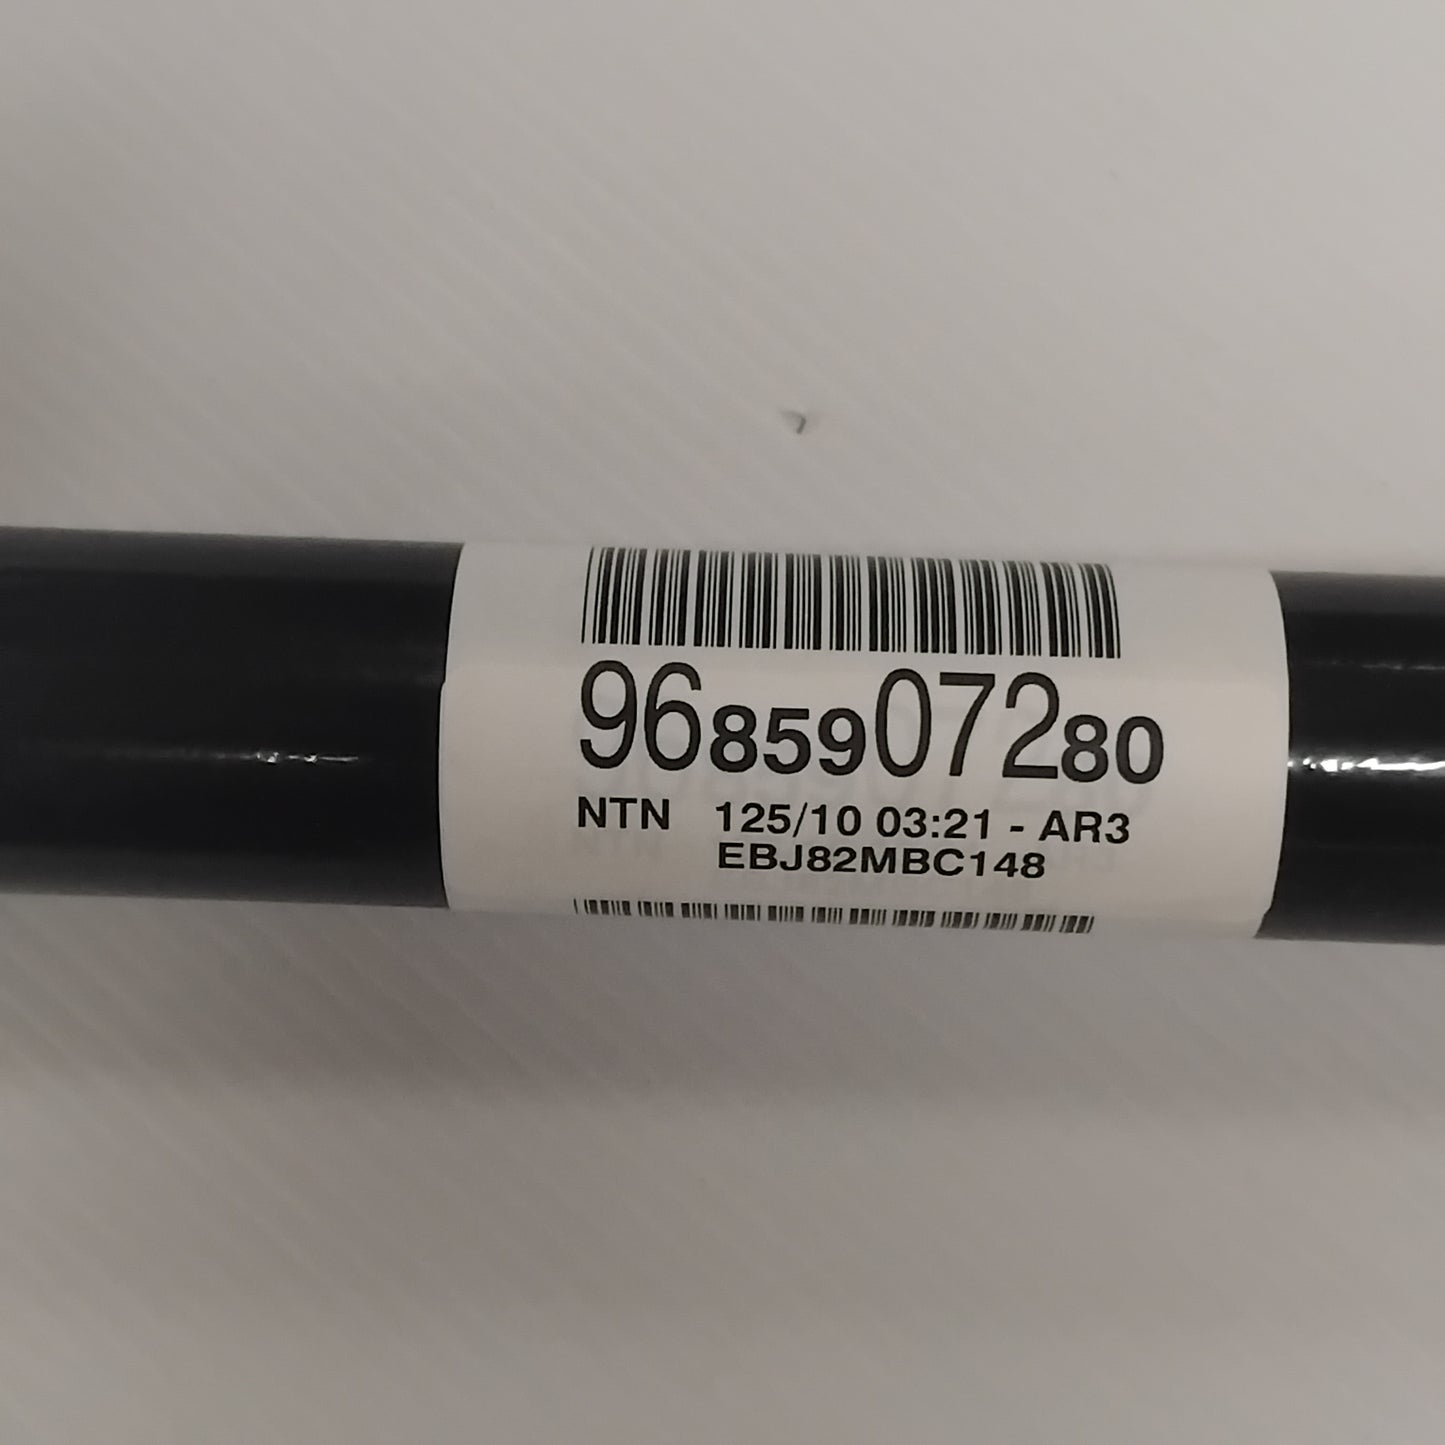 9685907280
NTN 125/10 03:21 - AR3
EBJ82MBC148